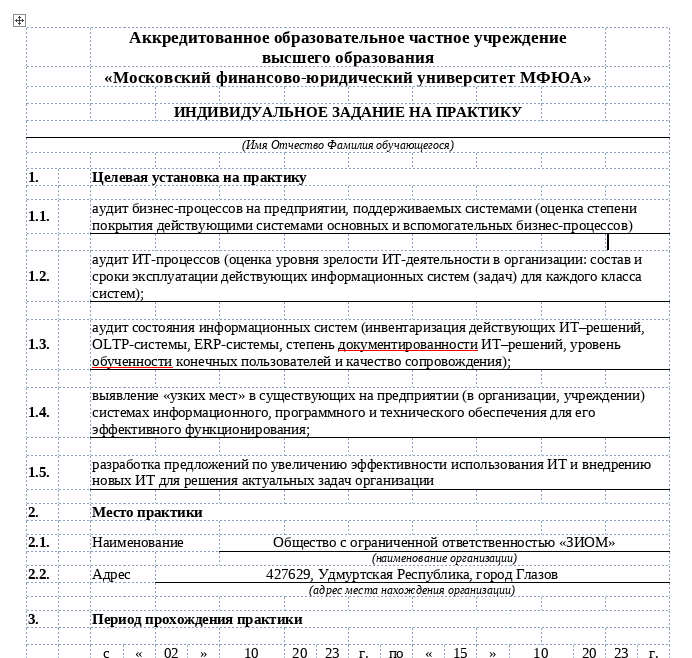 Аккредитованное образовательное частное учреждение
высшего образования
«Московский финансово-юридический университет МФЮА»
ИНДИВИДУАЛЬНОЕ ЗАДАНИЕ НА ПРАКТИКУ
(Имя Отчество Фамилия обучающегося)
1. Целевая установка на практику
1.1. аудит бизнес-процессов на предприятии, поддерживаемых системами (оценка степени
покрытия действующими системами основных и вспомогательных бизнес-процессов)
1.2. аудит ИТ-процессов (оценка уровня зрелости ИТ-деятельности в организации: состав и
сроки эксплуатации действующих информационных систем (задач) для каждого класса
систем);
1.3. аудит состояния информационных систем (инвентаризация действующих ИТ–решений,
OLTP-системы, ERP-системы, степень документированности ИТ–решений, уровень
обученности конечных пользователей и качество сопровождения);
1.4. выявление «узких мест» в существующих на предприятии (в организации, учреждении)
системах информационного, программного и технического обеспечения для его
эффективного функционирования;
1.5. разработка предложений по увеличению эффективности использования ИТ и внедрению
новых ИТ для решения актуальных задач организации
2. Место практики
2.1. Наименование Общество с ограниченной ответственностью «ЗИОМ»
(наименование организации)
2.2. Адрес 427629, Удмуртская Республика, город Глазов
(адрес места нахождения организации)
3. Период прохождения практики
с « 02 » 10 20 23 г. по « 15 » 10 20 23 г.